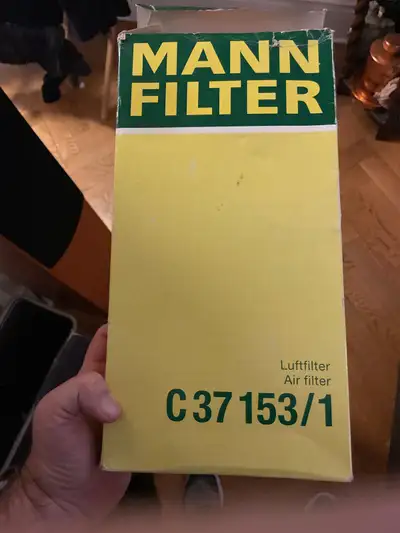 MANN
FILTER
Luftfilter
Air filter
C 37 153/1